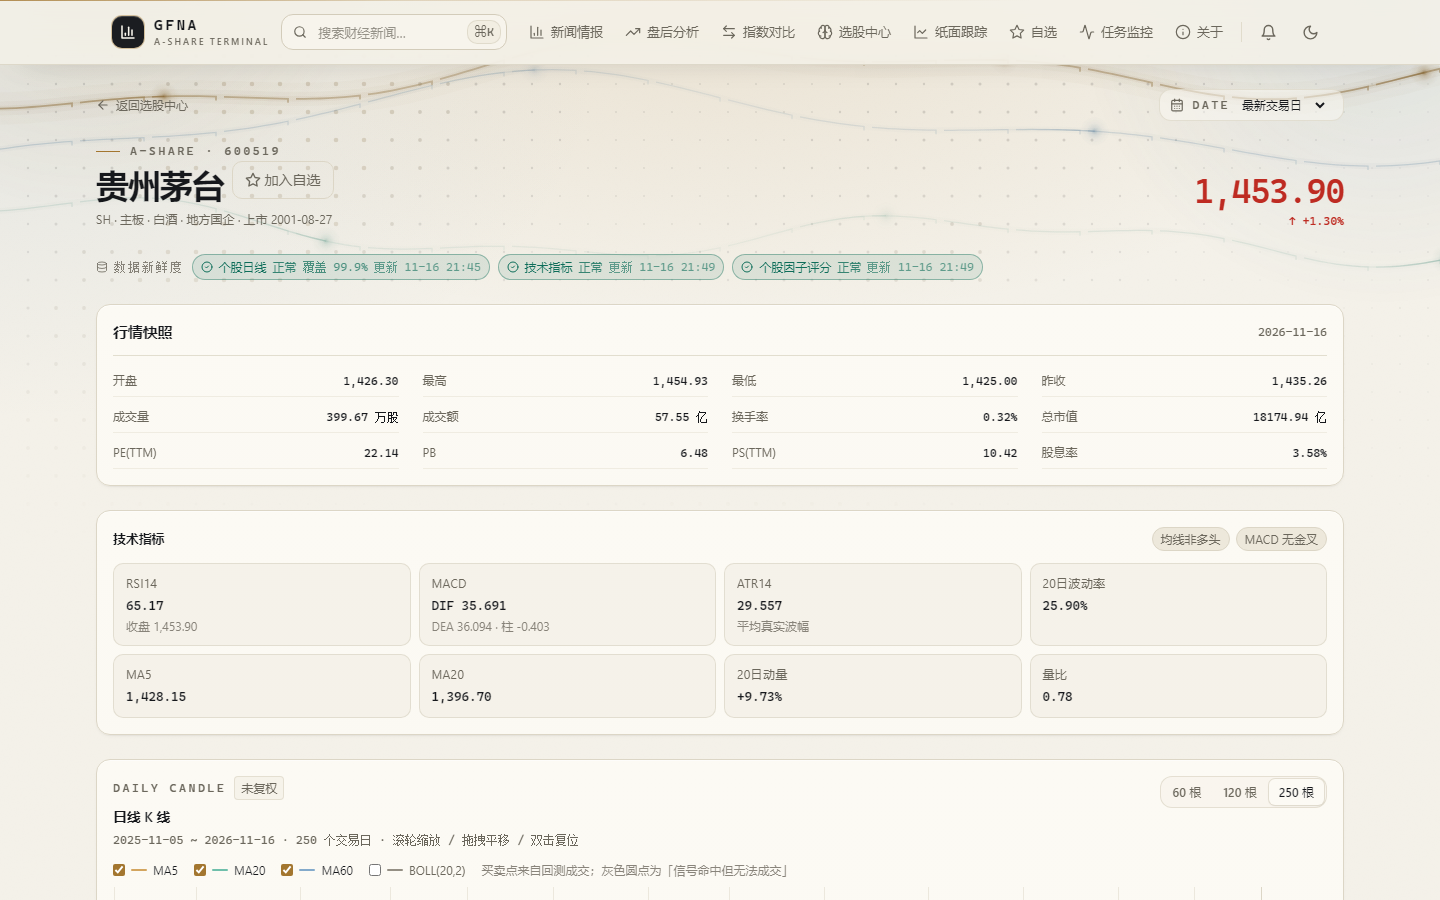 GFNA
A-SHARE TERMINAL
搜索财经新闻... ⌘K
新闻情报 盘后分析 指数对比 选股中心 纸面跟踪 自选 任务监控 关于
← 返回选股中心
DATE 最新交易日
A-SHARE · 600519
贵州茅台 加入自选
1,453.90
SH · 主板 · 白酒 · 地方国企 · 上市 2001-08-27
↑ +1.30%
数据新鲜度 个股日线 正常 覆盖 99.9% 更新 11-16 21:45 技术指标 正常 更新 11-16 21:49 个股因子评分 正常 更新 11-16 21:49
行情快照 2026-11-16
开盘 1,426.30 最高 1,454.93 最低 1,425.00 昨收 1,435.26
成交量 399.67 万股 成交额 57.55 亿 换手率 0.32% 总市值 18174.94 亿
PE(TTM) 22.14 PB 6.48 PS(TTM) 10.42 股息率 3.58%
技术指标 均线非多头 MACD 无金叉
RSI14 MACD ATR14 20日波动率
65.17 DIF 35.691 29.557 25.90%
收盘 1,453.90 DEA 36.094 · 柱 -0.403 平均真实波幅
MA5 MA20 20日动量 量比
1,428.15 1,396.70 +9.73% 0.78
DAILY CANDLE 未复权 60 根 120 根 250 根
日线 K 线
2025-11-05 ~ 2026-11-16 · 250 个交易日 · 滚轮缩放 / 拖拽平移 / 双击复位
MA5 MA20 MA60 BOLL(20,2) 买卖点来自回测成交；灰色圆点为「信号命中但无法成交」